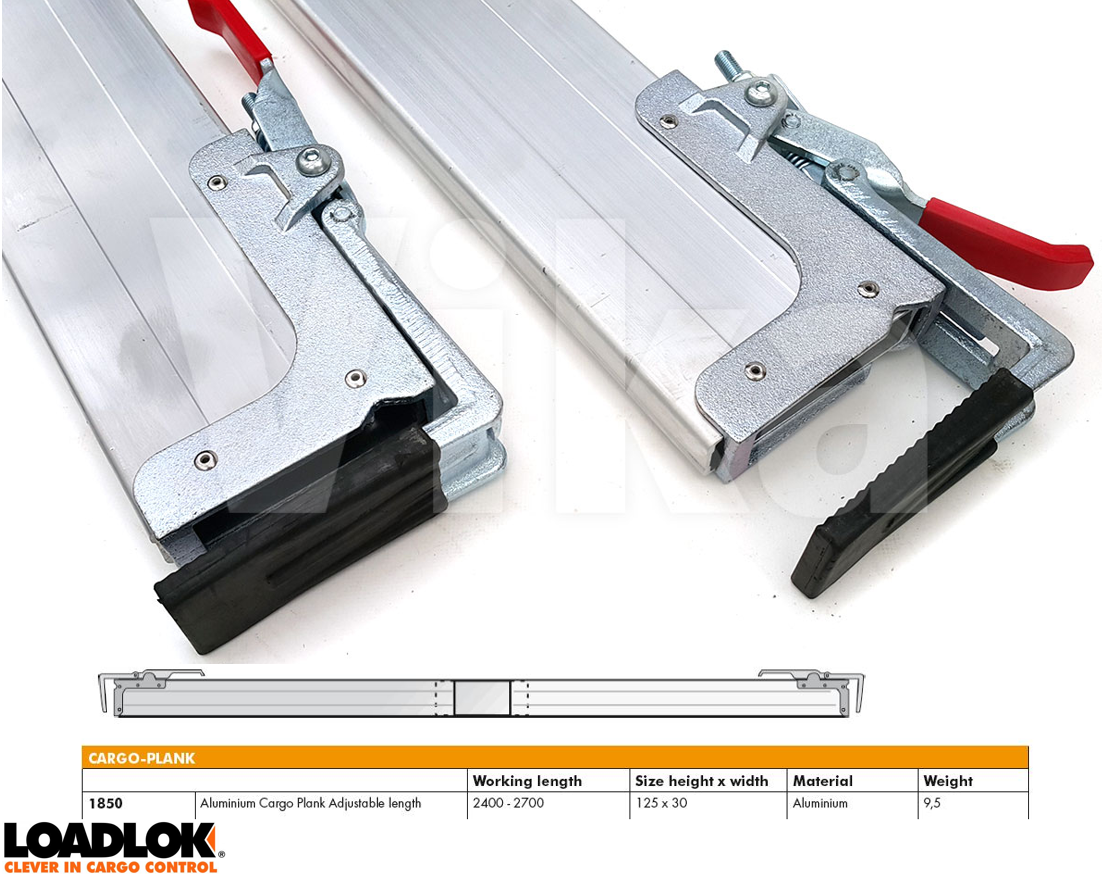 vika
CARGO-PLANK
Working length Size height x width Material Weight
1850 Aluminium Cargo Plank Adjustable length 2400 - 2700 125 x 30 Aluminium 9,5
LOADLOK®
CLEVER IN CARGO CONTROL